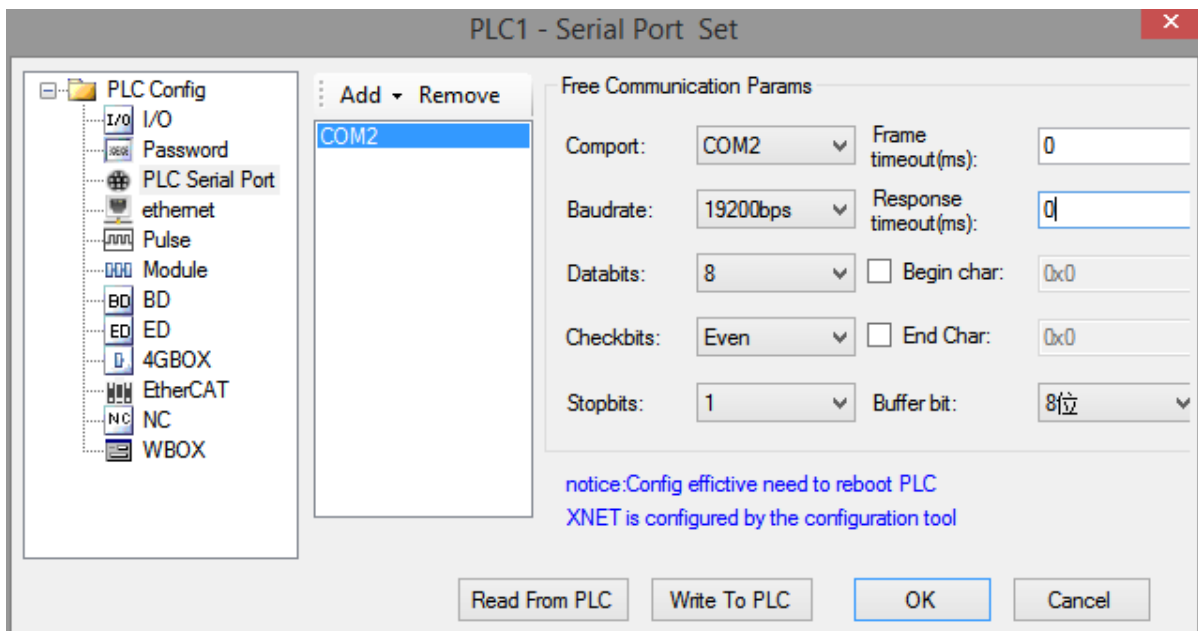 PLC1 - Serial Port Set
PLC Config
I/O I/O
Password
PLC Serial Port
ethernet
Pulse
Module
BD BD
ED ED
4GBOX
EtherCAT
NC NC
WBOX
Add Remove
COM2
Free Communication Params
Comport: COM2 Frame timeout(ms): 0
Baudrate: 19200bps Response timeout(ms): 0
Databits: 8 Begin char: 0x0
Checkbits: Even End Char: 0x0
Stopbits: 1 Buffer bit: 8位
notice:Config effictive need to reboot PLC
XNET is configured by the configuration tool
Read From PLC Write To PLC OK Cancel